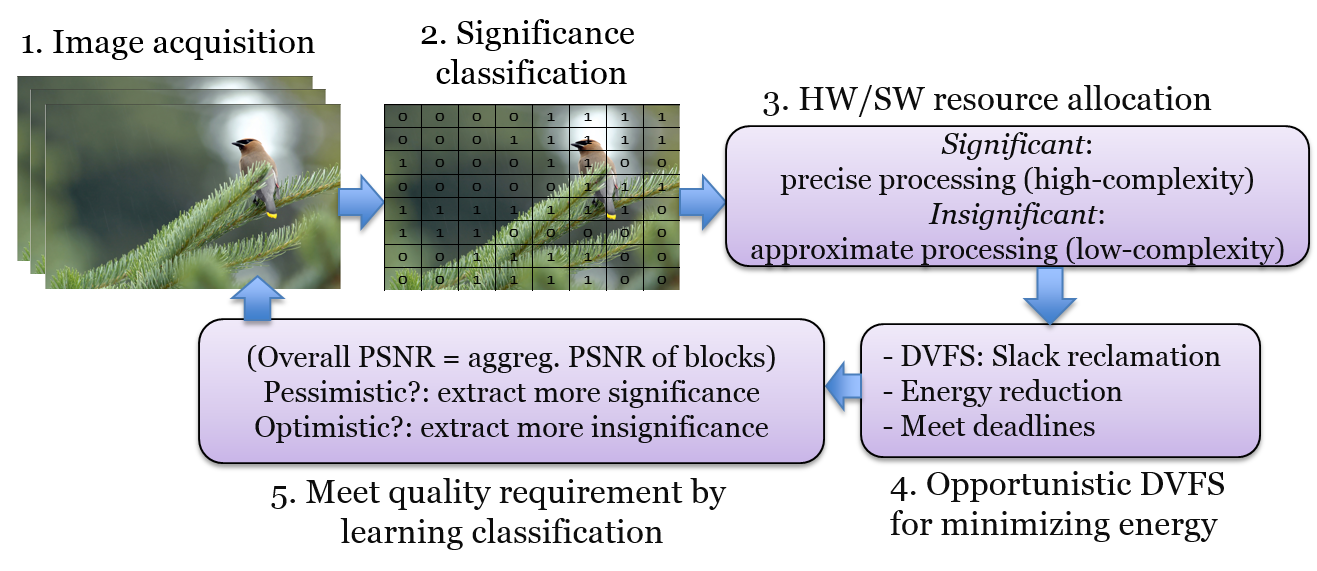 1. Image acquisition
2. Significance
classification
0 0 0 0 1 1 1 1
0 0 0 1 1 1 1 1
1 0 0 0 1 1 0 0
0 0 0 0 0 1 1 1
1 1 1 1 1 1 1 0
1 1 1 0 0 0 0 0
0 0 1 1 1 1 0 0
0 0 1 1 1 1 0 0
3. HW/SW resource allocation
Significant:
precise processing (high-complexity)
Insignificant:
approximate processing (low-complexity)
- DVFS: Slack reclamation
- Energy reduction
- Meet deadlines
4. Opportunistic DVFS
for minimizing energy
(Overall PSNR = aggreg. PSNR of blocks)
Pessimistic?: extract more significance
Optimistic?: extract more insignificance
5. Meet quality requirement by
learning classification